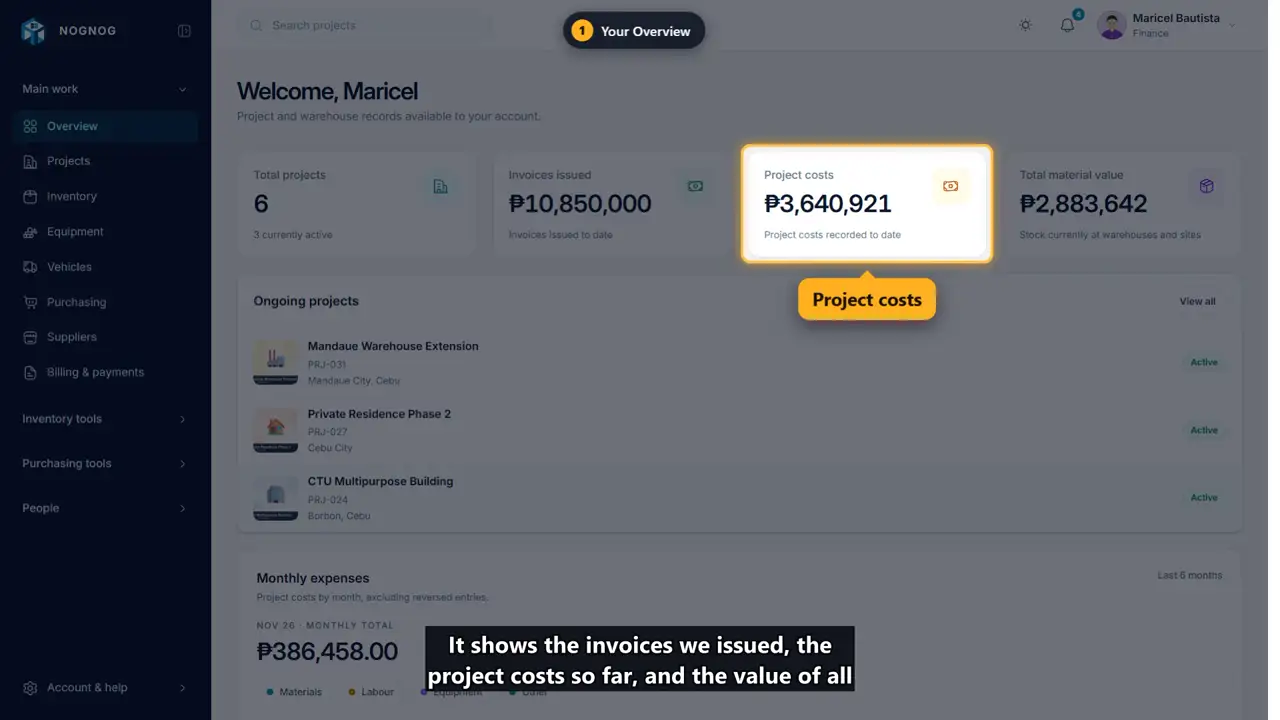 NOGNOG
Search projects
1 Your Overview
4
Maricel Bautista
Finance
Main work
Overview
Projects
Inventory
Equipment
Vehicles
Purchasing
Suppliers
Billing & payments
Inventory tools
Purchasing tools
People
Account & help
Welcome, Maricel
Project and warehouse records available to your account.
Total projects
6
3 currently active
Invoices issued
₱10,850,000
Invoices issued to date
Project costs
₱3,640,921
Project costs recorded to date
Total material value
₱2,883,642
Stock currently at warehouses and sites
Project costs
Ongoing projects
View all
Mandaue Warehouse Extension
PRJ-031
Mandaue City, Cebu
Active
Private Residence Phase 2
PRJ-027
Cebu City
Active
CTU Multipurpose Building
PRJ-024
Borbon, Cebu
Active
Monthly expenses
Last 6 months
Project costs by month, excluding reversed entries.
NOV 26 · MONTHLY TOTAL
₱386,458.00
Materials
Labour
Equipment
Other
It shows the invoices we issued, the
project costs so far, and the value of all